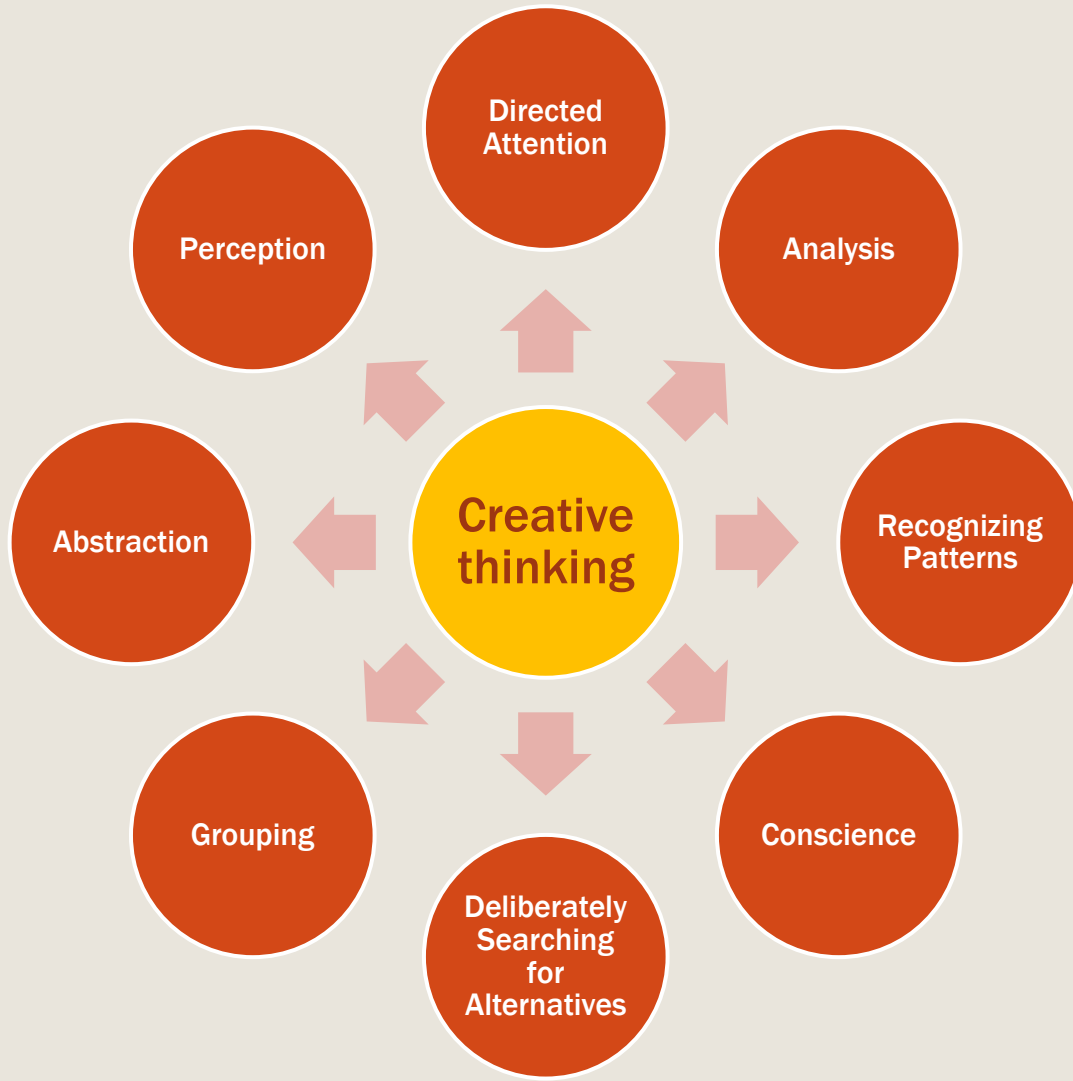 Directed
Attention
Perception
Analysis
Creative
thinking
Abstraction
Recognizing
Patterns
Grouping
Conscience
Deliberately
Searching
for
Alternatives